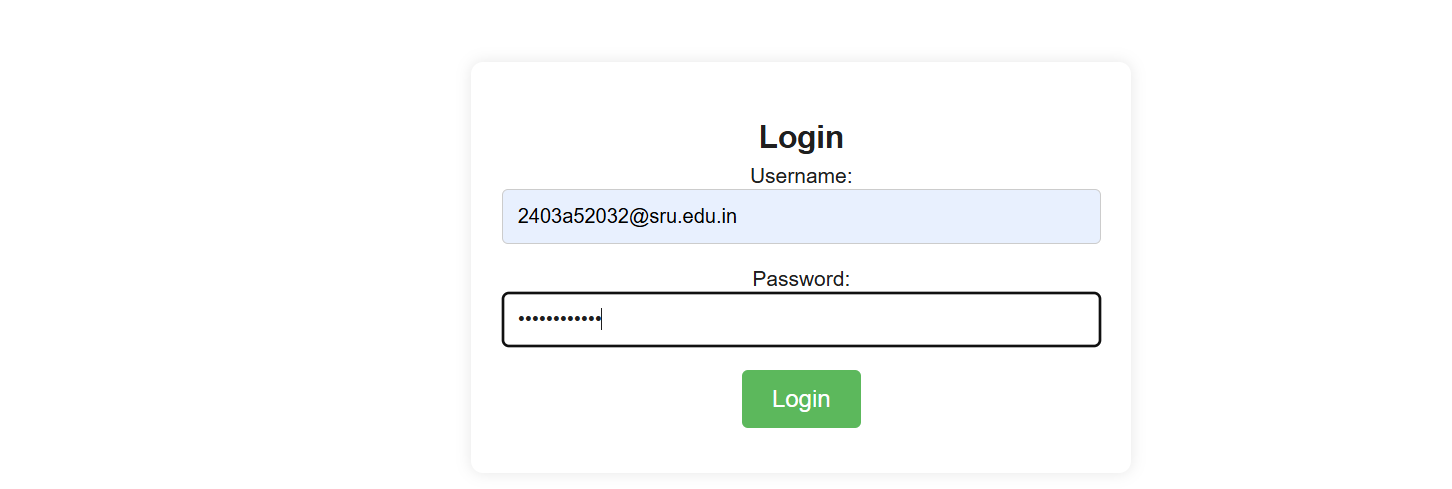 Login
Username:
2403a52032@sru.edu.in
Password:
••••••••••••
Login